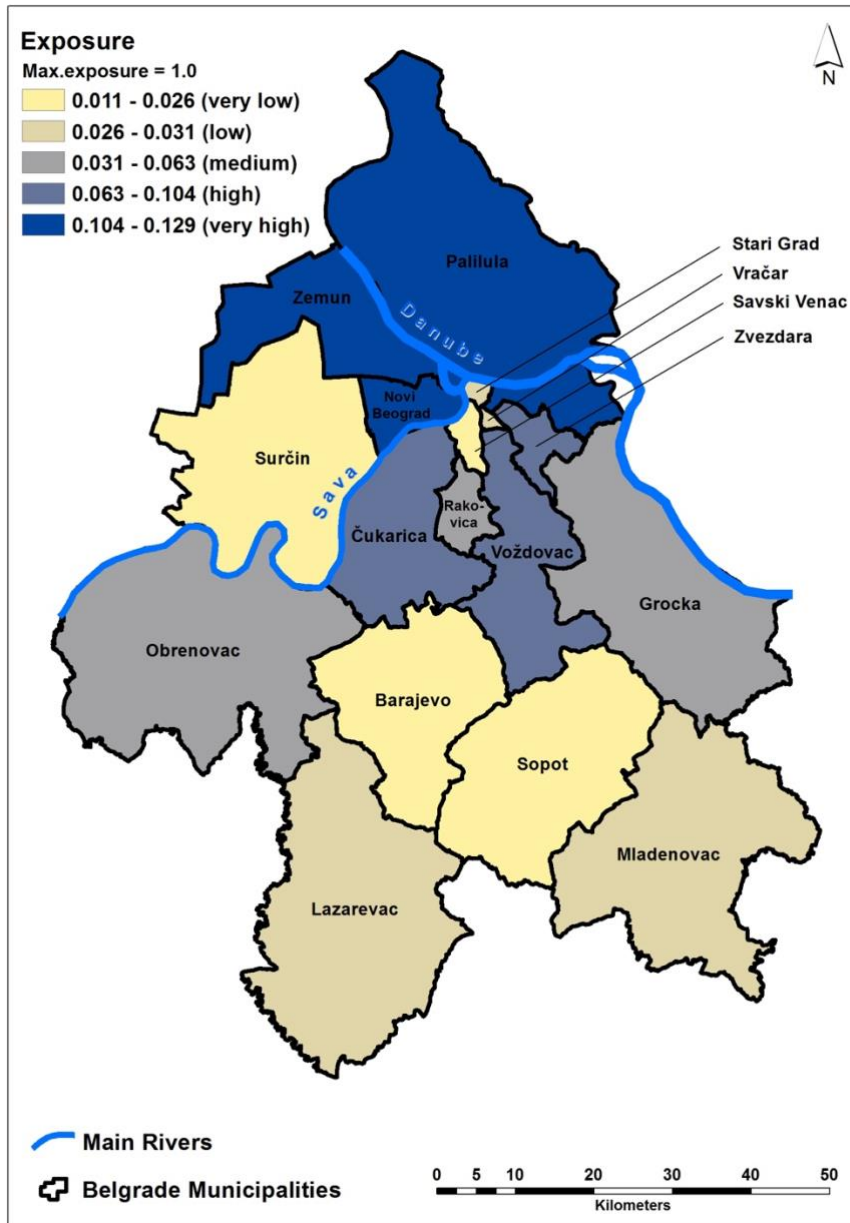 Exposure
Max.exposure = 1.0
0.011 - 0.026 (very low)
0.026 - 0.031 (low)
0.031 - 0.063 (medium)
0.063 - 0.104 (high)
0.104 - 0.129 (very high)
N
Stari Grad
Vračar
Savski Venac
Zvezdara
Palilula
Zemun
Danube
Novi
Beograd
Surčin
Sava
Čukarica
Rako-
vica
Voždovac
Grocka
Obrenovac
Barajevo
Sopot
Mladenovac
Lazarevac
Main Rivers
Belgrade Municipalities
0 5 10 20 30 40 50
Kilometers